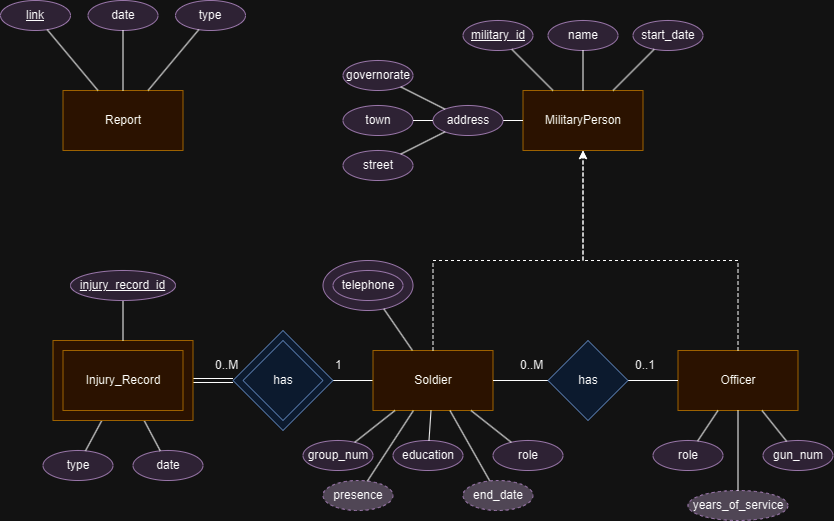 link
date
type
military_id
name
start_date
governorate
Report
town
address
MilitaryPerson
street
injury_record_id
telephone
0..M
1
0..M
0..1
Injury_Record
has
Soldier
has
Officer
type
date
group_num
education
role
role
gun_num
presence
end_date
years_of_service